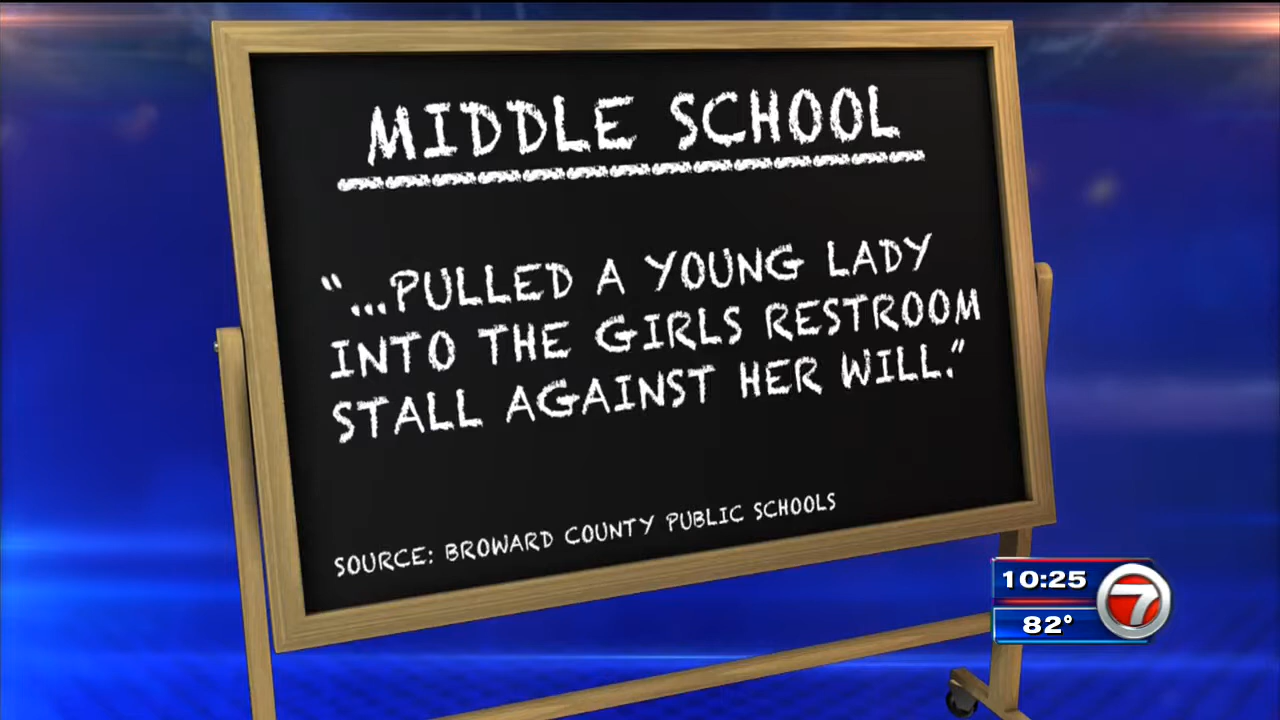 MIDDLE SCHOOL
"...PULLED A YOUNG LADY
INTO THE GIRLS RESTROOM
STALL AGAINST HER WILL."
SOURCE: BROWARD COUNTY PUBLIC SCHOOLS
10:25
7
82°